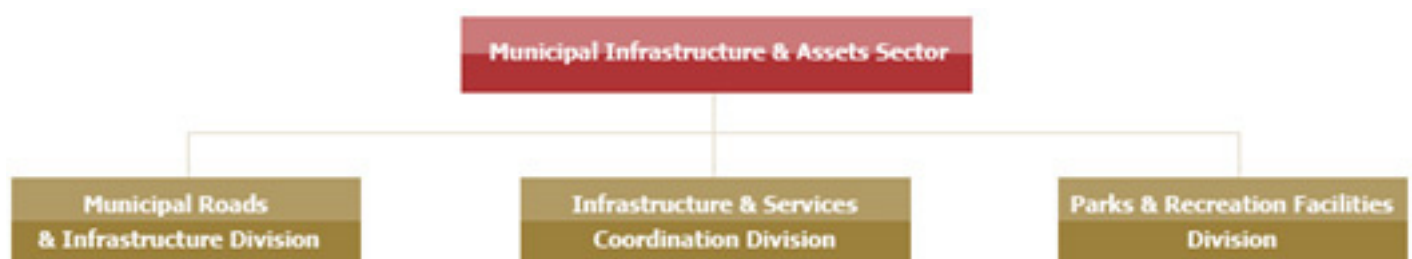 Municipal Infrastructure & Assets Sector
Municipal Roads
& Infrastructure Division
Infrastructure & Services
Coordination Division
Parks & Recreation Facilities
Division